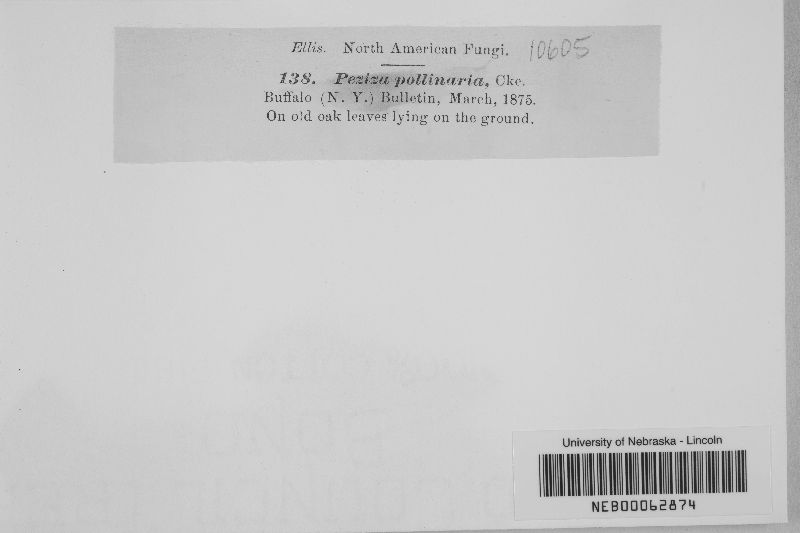 Ellis. North American Fungi. 10605
138. Peziza pollinaria, Cke.
Buffalo (N. Y.) Bulletin, March, 1875.
On old oak leaves lying on the ground.
University of Nebraska - Lincoln
NEB00062874